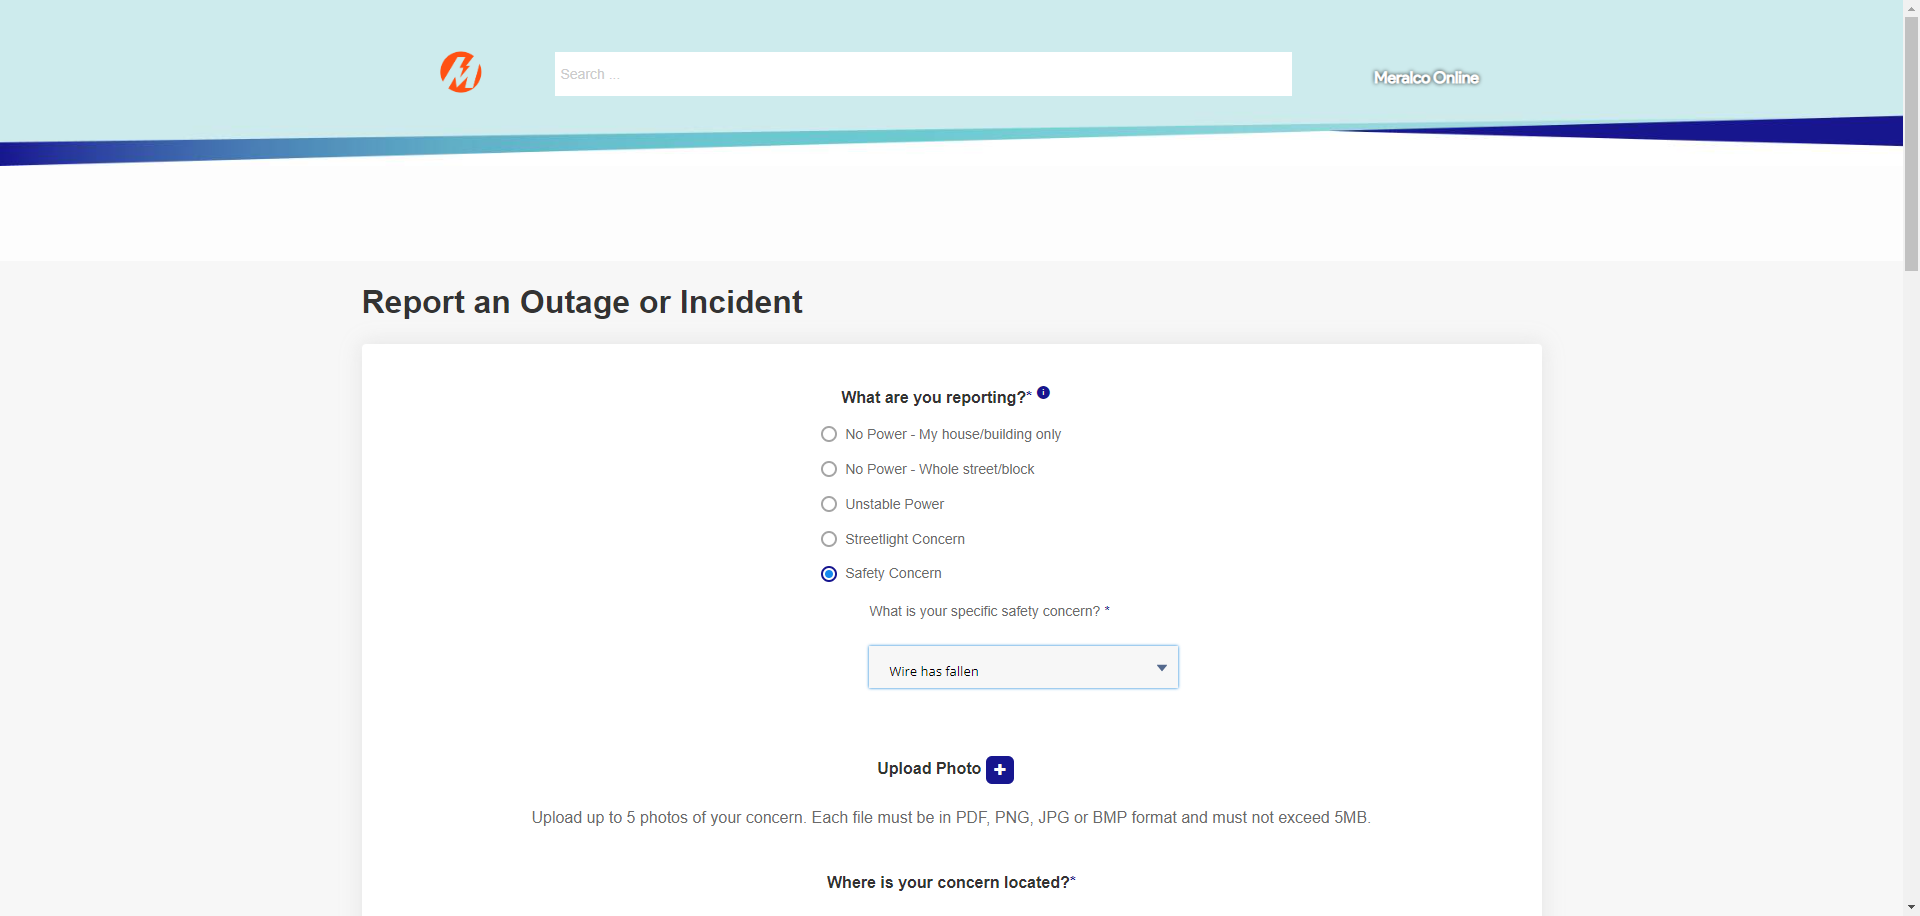 Search ...
Meralco Online
Report an Outage or Incident
What are you reporting?*
No Power - My house/building only
No Power - Whole street/block
Unstable Power
Streetlight Concern
Safety Concern
What is your specific safety concern? *
Wire has fallen
Upload Photo
Upload up to 5 photos of your concern. Each file must be in PDF, PNG, JPG or BMP format and must not exceed 5MB.
Where is your concern located?*